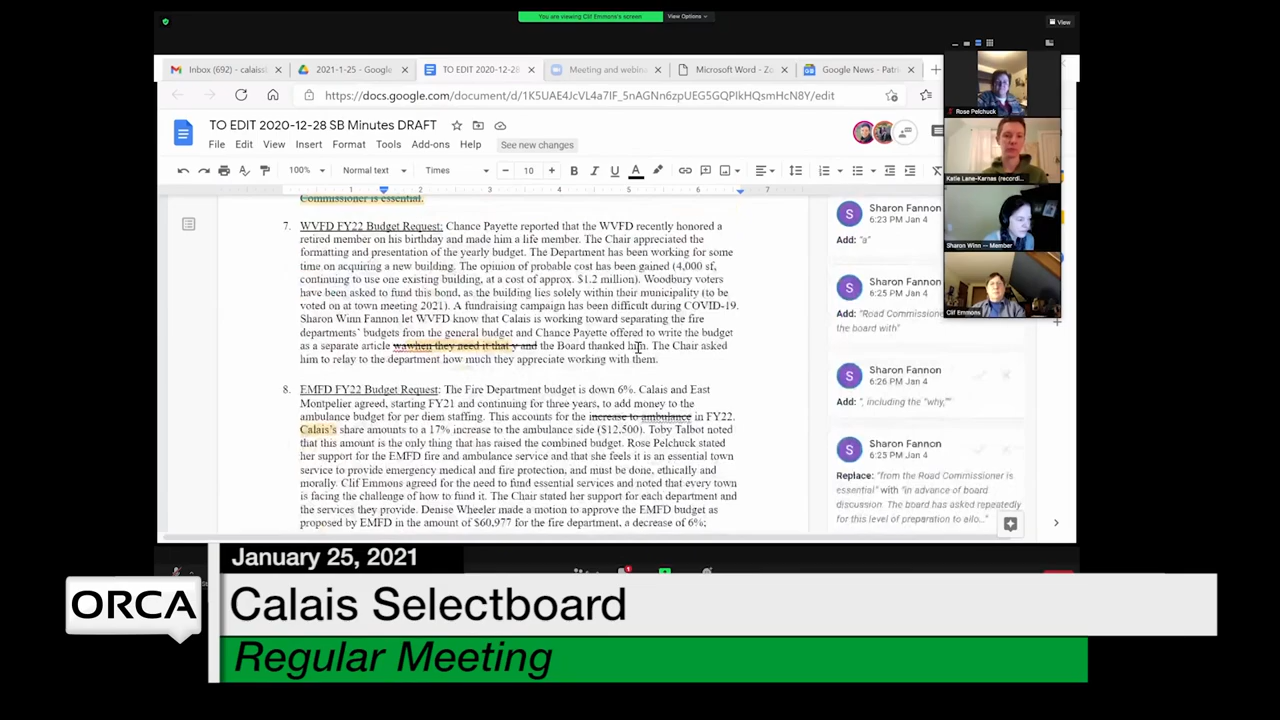 You are viewing Clif Emmons's screen
View Options
View
Inbox (692) - calaissl
2021-1-25 - Google
TO EDIT 2020-12-28
Meeting and webina
Microsoft Word - Zo
Google News - Patri
https://docs.google.com/document/d/1K5UAE4JcVL4a7IF_5nAGNn6zpUEG5GQPlkHQsmHcN8Y/edit
TO EDIT 2020-12-28 SB Minutes DRAFT
File Edit View Insert Format Tools Add-ons Help See new changes
100% Normal text Times 10 B I U A
2 3 4 5 6 7
Commissioner is essential.
7. WVFD FY22 Budget Request: Chance Payette reported that the WVFD recently honored a
retired member on his birthday and made him a life member. The Chair appreciated the
formatting and presentation of the yearly budget. The Department has been working for some
time on acquiring a new building. The opinion of probable cost has been gained (4,000 sf,
continuing to use one existing building, at a cost of approx. $1.2 million). Woodbury voters
have been asked to fund this bond, as the building lies solely within their municipality (to be
voted on at town meeting 2021). A fundraising campaign has been difficult during COVID-19.
Sharon Winn Fannon let WVFD know that Calais is working toward separating the fire
departments' budgets from the general budget and Chance Payette offered to write the budget
as a separate article wawhen they need it that y and the Board thanked him. The Chair asked
him to relay to the department how much they appreciate working with them.
8. EMFD FY22 Budget Request: The Fire Department budget is down 6%. Calais and East
Montpelier agreed, starting FY21 and continuing for three years, to add money to the
ambulance budget for per diem staffing. This accounts for the increase to ambulance in FY22.
Calais's share amounts to a 17% increase to the ambulance side ($12,500). Toby Talbot noted
that this amount is the only thing that has raised the combined budget. Rose Pelchuck stated
her support for the EMFD fire and ambulance service and that she feels it is an essential town
service to provide emergency medical and fire protection, and must be done, ethically and
morally. Clif Emmons agreed for the need to fund essential services and noted that every town
is facing the challenge of how to fund it. The Chair stated her support for each department and
the services they provide. Denise Wheeler made a motion to approve the EMFD budget as
proposed by EMFD in the amount of $60,977 for the fire department, a decrease of 6%;
S Sharon Fannon
6:23 PM Jan 4
Add: "a"
S Sharon Fannon
6:25 PM Jan 4
Add: "Road Commissione
the board with"
S Sharon Fannon
6:26 PM Jan 4
Add: ", including the "why,""
S Sharon Fannon
6:23 PM Jan 4
Replace: "from the Road Commissioner is
essential" with "in advance of board
discussion. The board has asked repeatedly
for this level of preparation to allo..."
Rose Pelchuck
Katie Lane-Karnas (recordi...
Sharon Winn -- Member
Clif Emmons
January 25, 2021
ORCA
Calais Selectboard
Regular Meeting